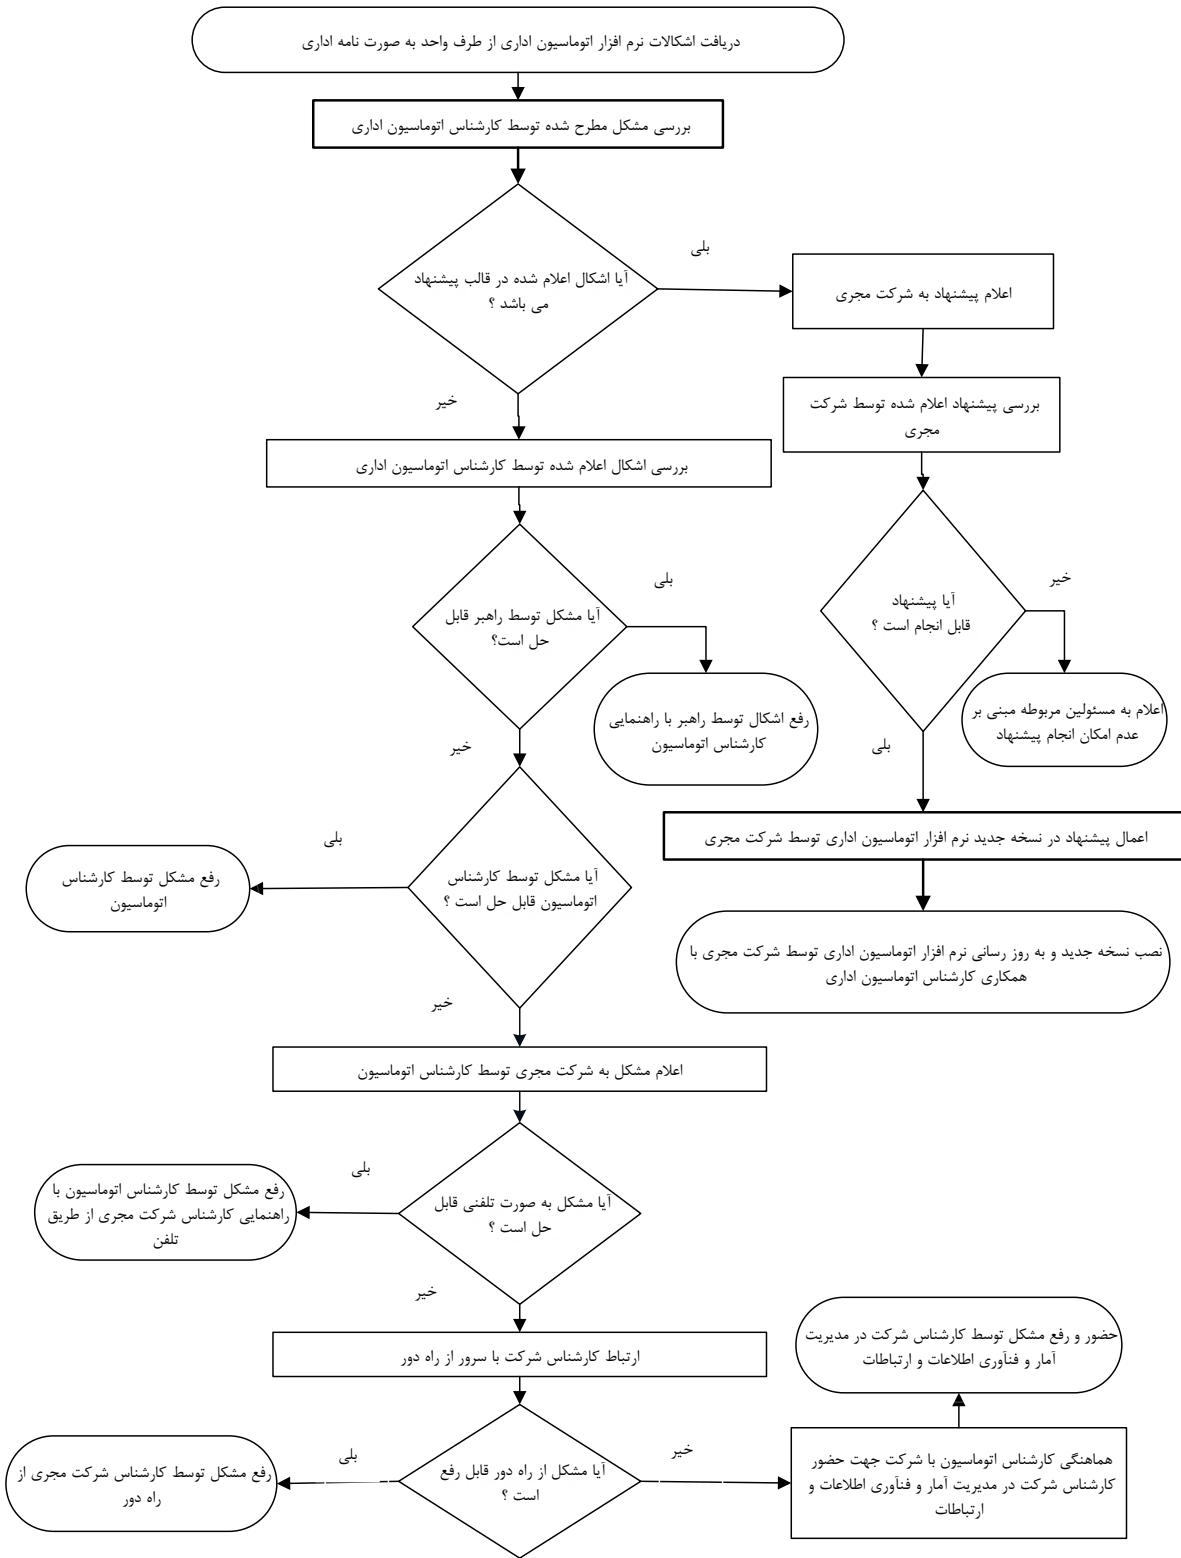 دریافت اشکالات نرم افزار اتوماسیون اداری از طرف واحد به صورت نامه اداری
بررسی مشکل مطرح شده توسط کارشناس اتوماسیون اداری
بلی
آیا اشکال اعلام شده در قالب پیشنهاد
می باشد ؟
اعلام پیشنهاد به شرکت مجری
خیر
بررسی پیشنهاد اعلام شده توسط شرکت
مجری
بررسی اشکال اعلام شده توسط کارشناس اتوماسیون اداری
خیر
بلی
آیا پیشنهاد
قابل انجام است ؟
آیا مشکل توسط راهبر قابل
حل است؟
اعلام به مسئولین مربوطه مبنی بر
عدم امکان انجام پیشنهاد
رفع اشکال توسط راهبر با راهنمایی
کارشناس اتوماسیون
بلی
خیر
اعمال پیشنهاد در نسخه جدید نرم افزار اتوماسیون اداری توسط شرکت مجری
بلی
آیا مشکل توسط کارشناس
اتوماسیون قابل حل است ؟
رفع مشکل توسط کارشناس
اتوماسیون
نصب نسخه جدید و به روز رسانی نرم افزار اتوماسیون اداری توسط شرکت مجری با
همکاری کارشناس اتوماسیون اداری
خیر
اعلام مشکل به شرکت مجری توسط کارشناس اتوماسیون
بلی
آیا مشکل به صورت تلفنی قابل
حل است ؟
رفع مشکل توسط کارشناس اتوماسیون با
راهنمایی کارشناس شرکت مجری از طریق
تلفن
خیر
ارتباط کارشناس شرکت با سرور از راه دور
حضور و رفع مشکل توسط کارشناس شرکت در مدیریت
آمار و فنآوری اطلاعات و ارتباطات
خیر
بلی
هماهنگی کارشناس اتوماسیون با شرکت جهت حضور
کارشناس شرکت در مدیریت آمار و فنآوری اطلاعات و
ارتباطات
آیا مشکل از راه دور قابل رفع
است ؟
رفع مشکل توسط کارشناس شرکت مجری از
راه دور